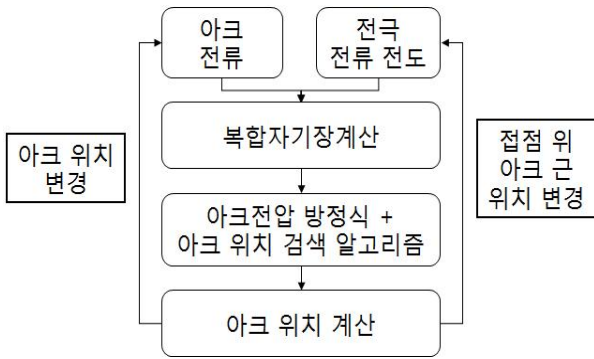 아크
전류
전극
전류 전도
복합자기장계산
아크 위치
변경
접점 위
아크 근
위치 변경
아크전압 방정식 +
아크 위치 검색 알고리즘
아크 위치 계산